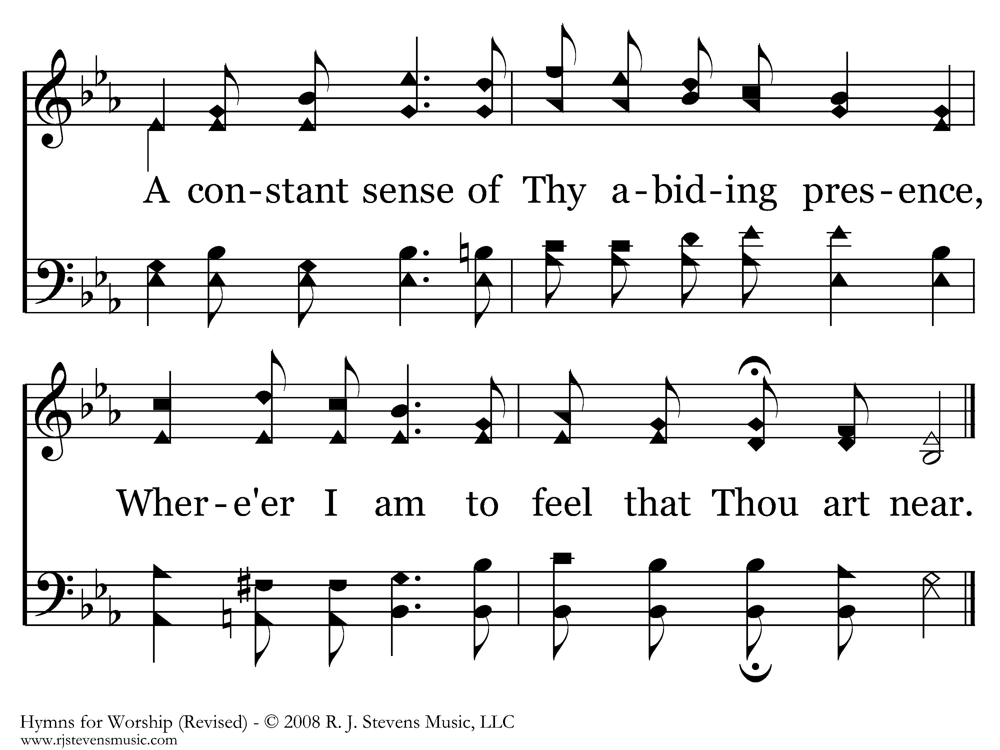 A con-stant sense of Thy a-bid-ing pres-ence,
Wher-e'er I am to feel that Thou art near.
Hymns for Worship (Revised) - © 2008 R. J. Stevens Music, LLC
www.rjstevensmusic.com